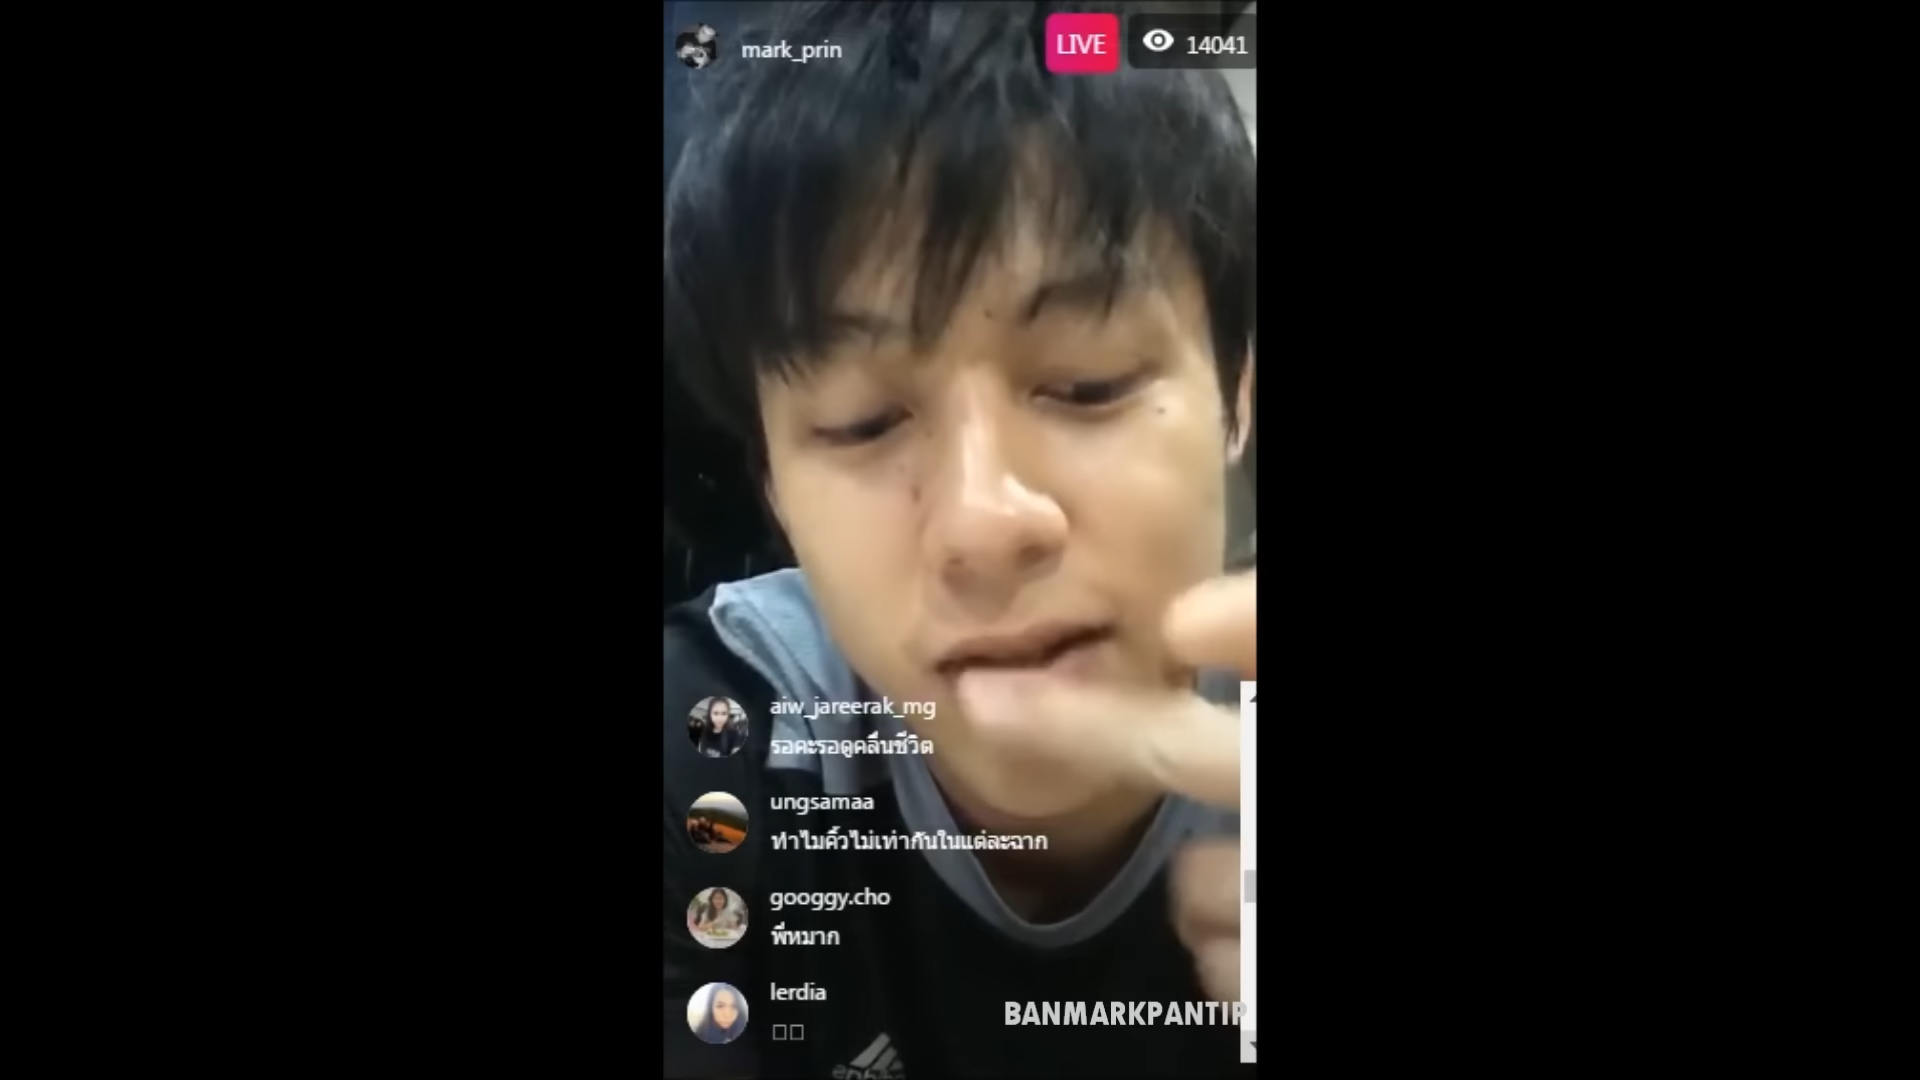 mark_prin
LIVE
14041
aiw_jareerak_mg
รอคะรอดูคลื่นชีวิต
ungsamaa
ทำไมคิ้วไม่เท่ากันในแต่ละฉาก
googgy.cho
พี่หมาก
lerdia
BANMARKPANTIP